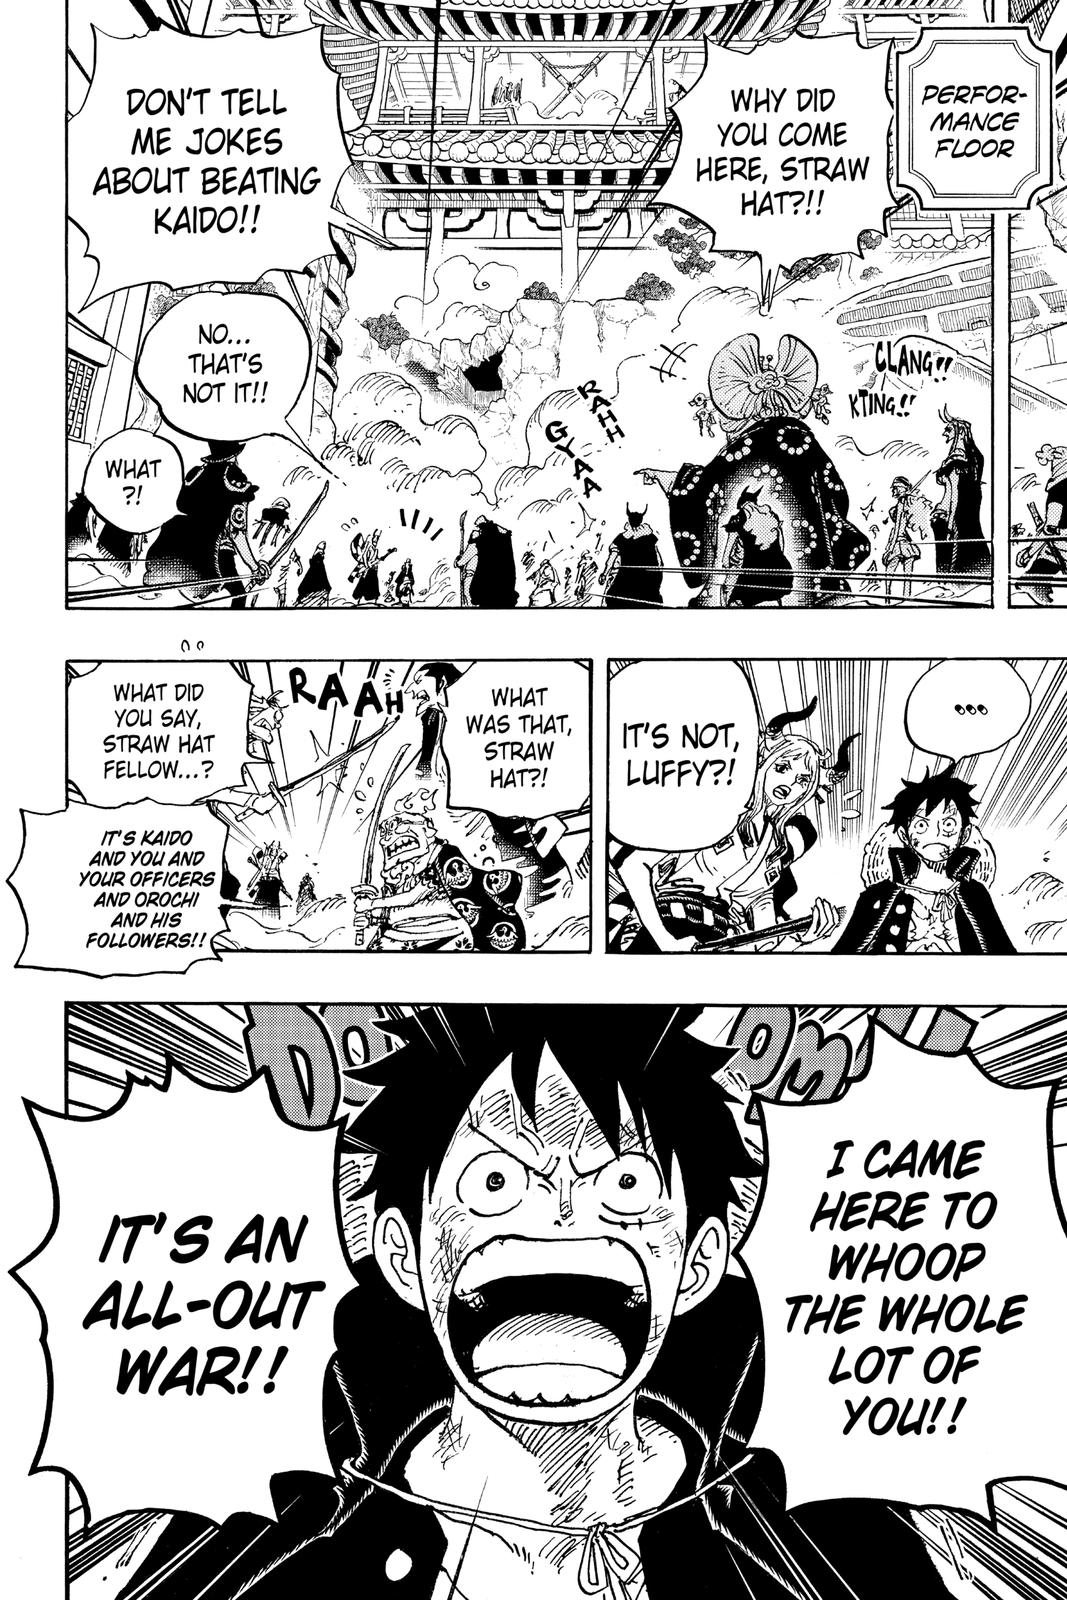 PERFOR-
MANCE
FLOOR
WHY DID
YOU COME
HERE, STRAW
HAT?!!
DON'T TELL
ME JOKES
ABOUT BEATING
KAIDO!!
CLANG!!
KTING!!
RAHH
GYAA
NO...
THAT'S
NOT IT!!
WHAT
?!
...
IT'S NOT,
LUFFY?!
WHAT
WAS THAT,
STRAW
HAT?!
RAAH
WHAT DID
YOU SAY,
STRAW HAT
FELLOW...?
IT'S KAIDO
AND YOU AND
YOUR OFFICERS
AND OROCHI
AND HIS
FOLLOWERS!!
I CAME
HERE TO
WHOOP
THE WHOLE
LOT OF
YOU!!
IT'S AN
ALL-OUT
WAR!!